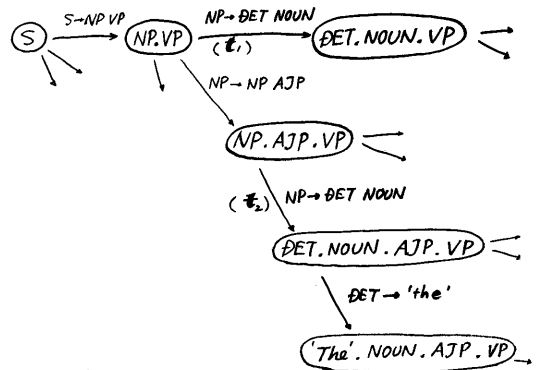 S
S→NP VP
NP.VP
NP→DET NOUN
(t₁)
DET.NOUN.VP
NP→NP AJP
NP.AJP.VP
(t₂) NP→DET NOUN
DET.NOUN.AJP.VP
DET→'the'
'The'.NOUN.AJP.VP